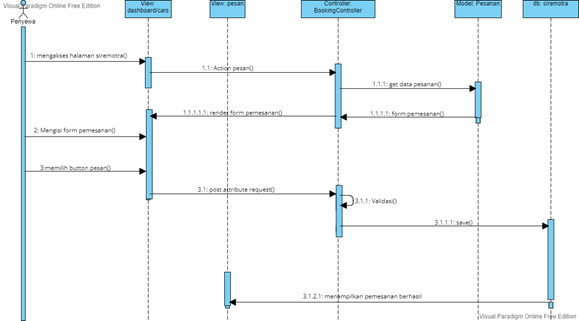 Visual Paradigm Online Free Edition
Penyewa
View:
dashboard/cars
View: pesan
Controller:
BookingController
Model: Pesanan
db: siremotra
1: mengakses halaman siremotra()
1.1: Action pesan()
1.1.1: get data pesanan()
1.1.1.1.1: render form pemesanan()
1.1.1.1: form pemesanan()
2: Mengisi form pemesanan()
3:memilih button pesan()
3.1: post attribute request()
3.1.1: Validasi()
3.1.1.1: save()
3.1.2.1: menampilkan pemesanan berhasil
Visual Paradigm Online Free Edition